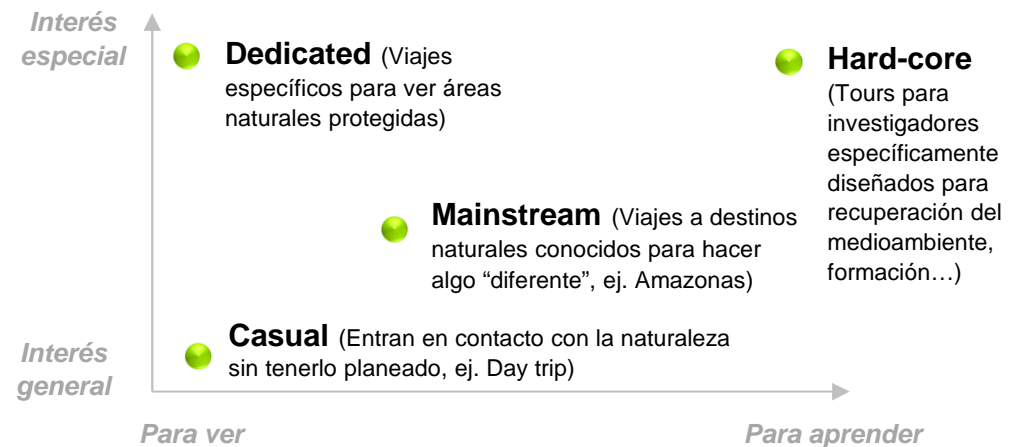 Interés
especial
Dedicated (Viajes
específicos para ver áreas
naturales protegidas)
Hard-core
(Tours para
investigadores
específicamente
diseñados para
recuperación del
medioambiente,
formación…)
Mainstream (Viajes a destinos
naturales conocidos para hacer
algo “diferente”, ej. Amazonas)
Casual (Entran en contacto con la naturaleza
sin tenerlo planeado, ej. Day trip)
Interés
general
Para ver
Para aprender